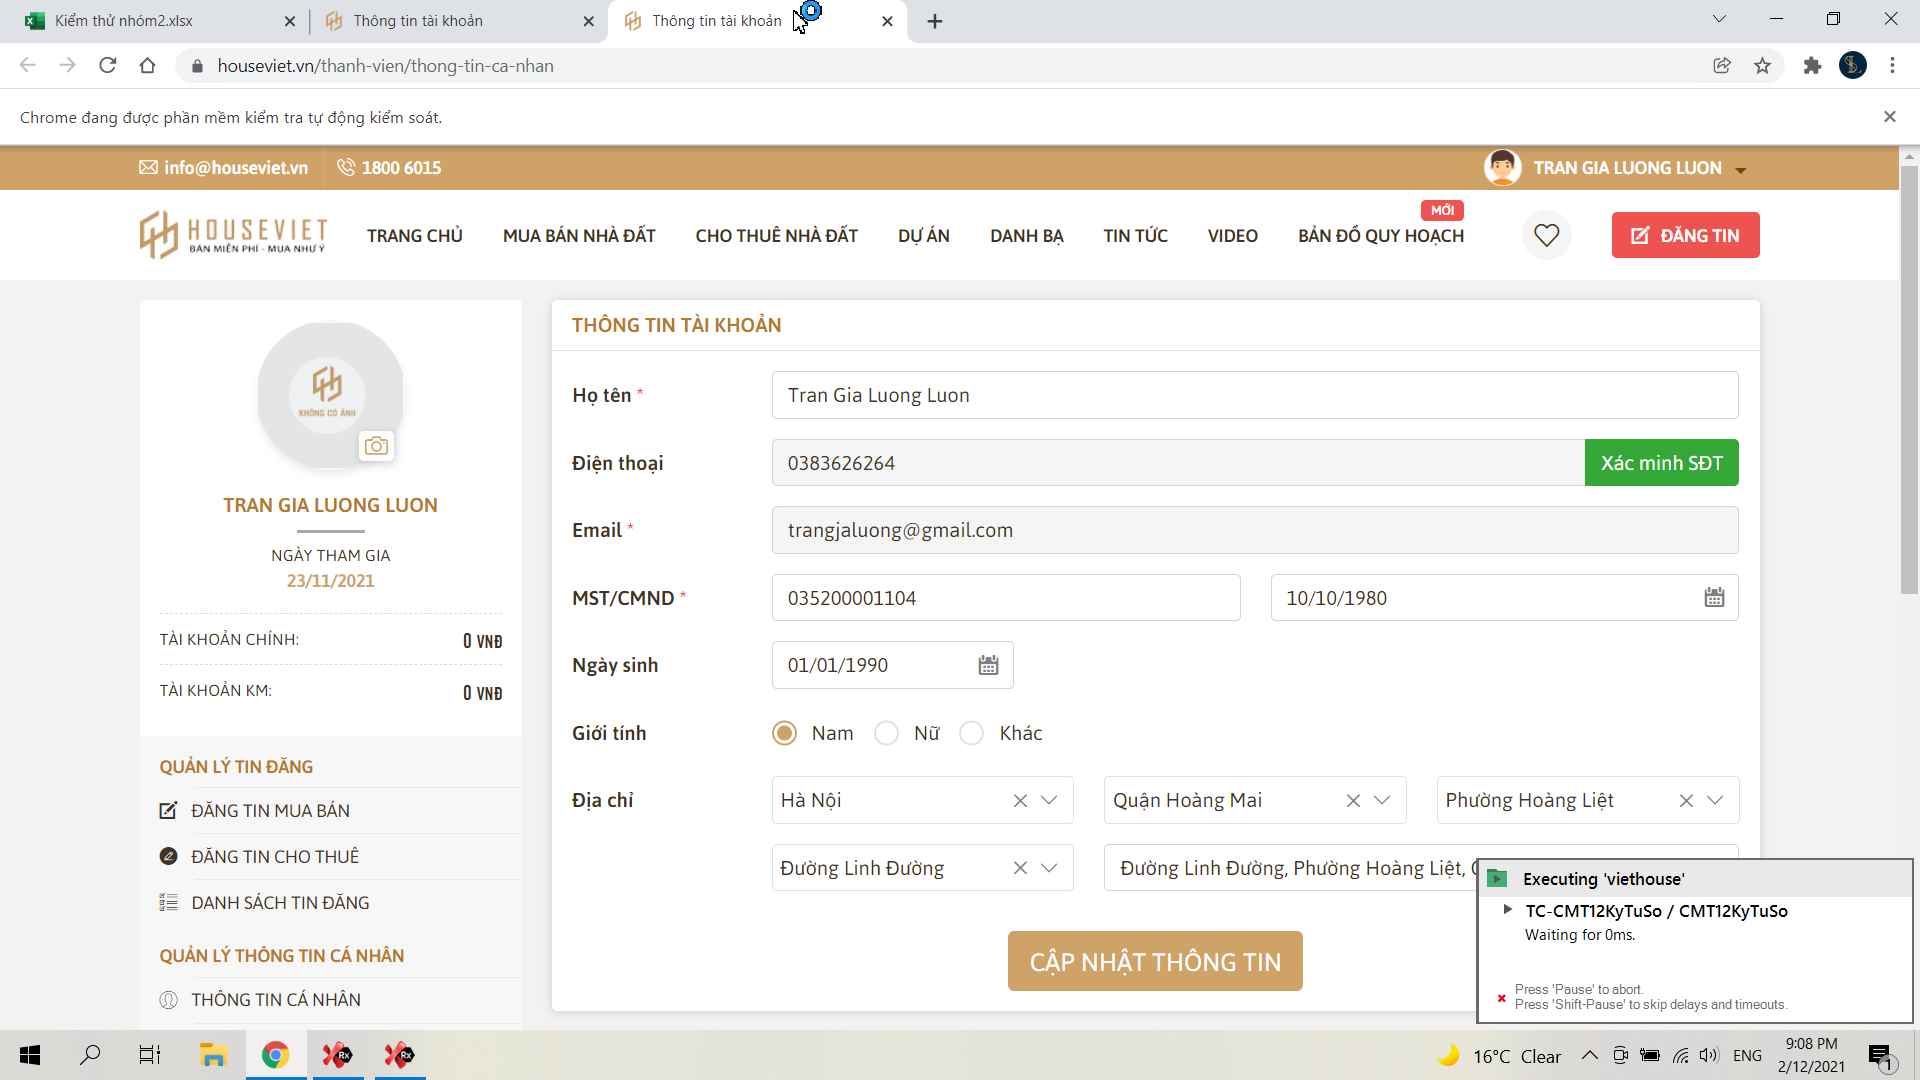 Kiểm thử nhóm2.xlsx
Thông tin tài khoản
Thông tin tài khoản
houseviet.vn/thanh-vien/thong-tin-ca-nhan
Chrome đang được phần mềm kiểm tra tự động kiểm soát.
info@houseviet.vn
1800 6015
TRAN GIA LUONG LUON
HOUSEVIET
BÁN MIỄN PHÍ - MUA NHƯ Ý
TRANG CHỦ
MUA BÁN NHÀ ĐẤT
CHO THUÊ NHÀ ĐẤT
DỰ ÁN
DANH BẠ
TIN TỨC
VIDEO
BẢN ĐỒ QUY HOẠCH
MỚI
ĐĂNG TIN
KHÔNG CÓ ẢNH
TRAN GIA LUONG LUON
NGÀY THAM GIA
23/11/2021
TÀI KHOẢN CHÍNH: 0 VNĐ
TÀI KHOẢN KM: 0 VNĐ
QUẢN LÝ TIN ĐĂNG
ĐĂNG TIN MUA BÁN
ĐĂNG TIN CHO THUÊ
DANH SÁCH TIN ĐĂNG
QUẢN LÝ THÔNG TIN CÁ NHÂN
THÔNG TIN CÁ NHÂN
THÔNG TIN TÀI KHOẢN
Họ tên * Tran Gia Luong Luon
Điện thoại 0383626264 Xác minh SĐT
Email * trangjaluong@gmail.com
MST/CMND * 035200001104 10/10/1980
Ngày sinh 01/01/1990
Giới tính Nam Nữ Khác
Địa chỉ Hà Nội Quận Hoàng Mai Phường Hoàng Liệt
Đường Linh Đường Đường Linh Đường, Phường Hoàng Liệt,
CẬP NHẬT THÔNG TIN
Executing 'viethouse'
TC-CMT12KyTuSo / CMT12KyTuSo
Waiting for 0ms.
Press 'Pause' to abort.
Press 'Shift-Pause' to skip delays and timeouts.
Rx
Rx
16°C Clear
ENG
9:08 PM
2/12/2021
1